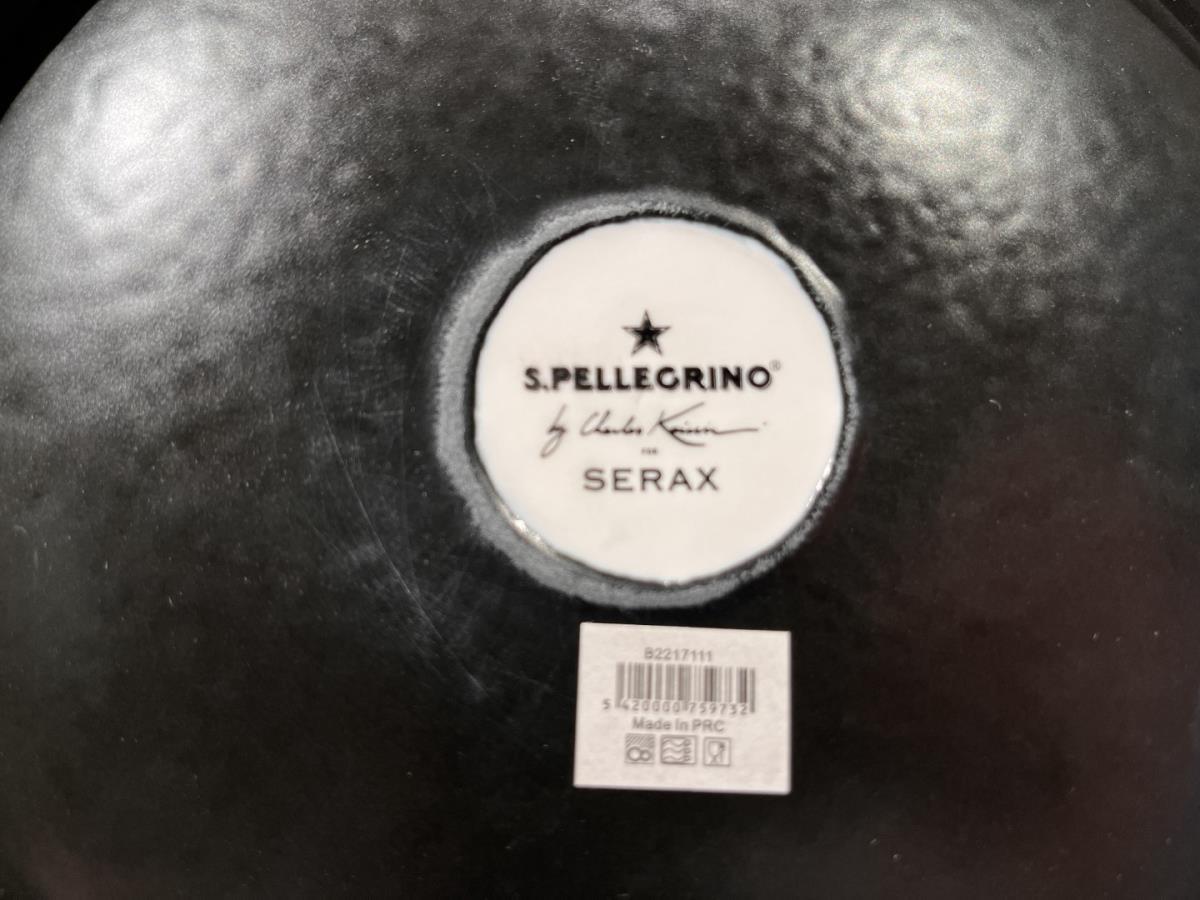 S.PELLEGRINO®
by Charles Kaisin
FOR
SERAX
B2217111
5 420000 759732
Made in PRC